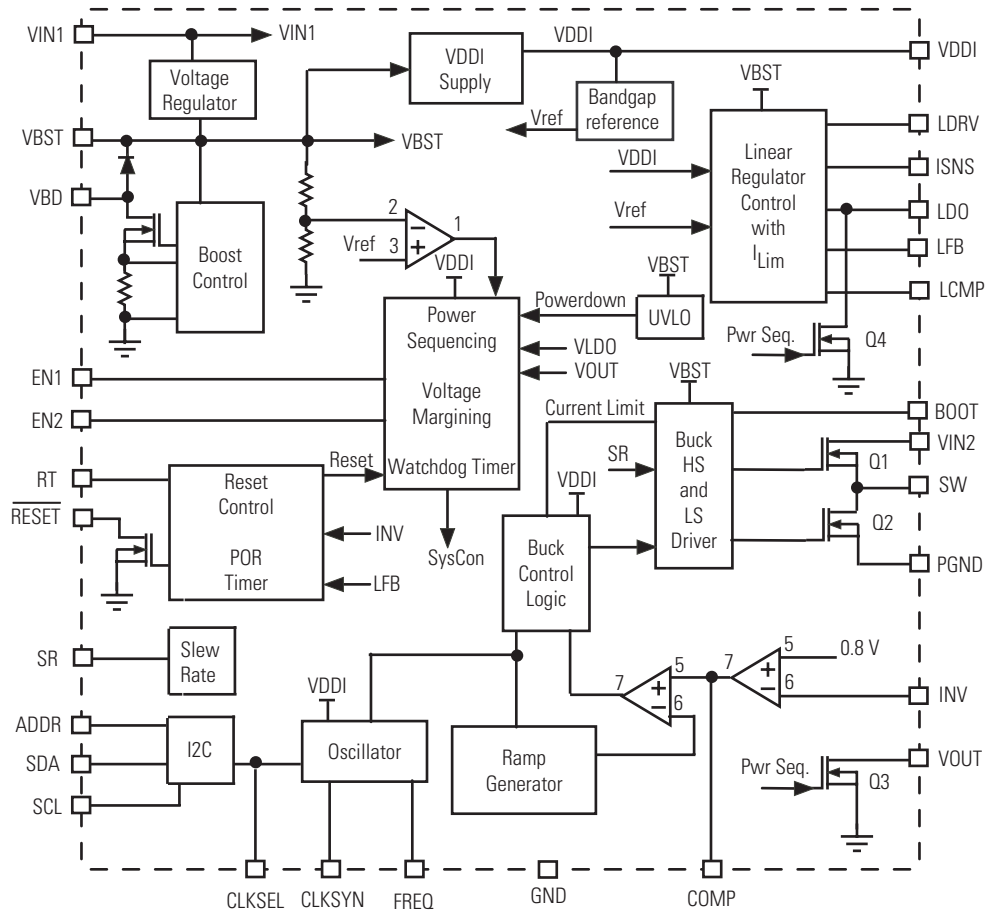 VIN1
VIN1
VDDI
VDDI
Supply
VDDI
Voltage
Regulator
VBST
Bandgap
reference
Vref
VBST
VBST
LDRV
Linear
Regulator
Control
with
ILim
VDDI
ISNS
VBD
Vref
LDO
2
1
Vref
3
Boost
Control
VDDI
LFB
VBST
LCMP
Powerdown
UVLO
Power
Sequencing
Voltage
Margining
Watchdog Timer
Pwr Seq.
Q4
VLDO
VOUT
EN1
VBST
EN2
Current Limit
BOOT
Buck
HS
and
LS
Driver
VIN2
Q1
SR
RT
Reset
Reset
Control
POR
Timer
VDDI
SW
RESET
Q2
INV
SysCon
Buck
Control
Logic
PGND
LFB
SR
Slew
Rate
5
0.8 V
7
5
6
7
6
INV
VDDI
ADDR
I2C
Oscillator
Ramp
Generator
SDA
VOUT
Pwr Seq.
Q3
SCL
CLKSEL
CLKSYN
FREQ
GND
COMP